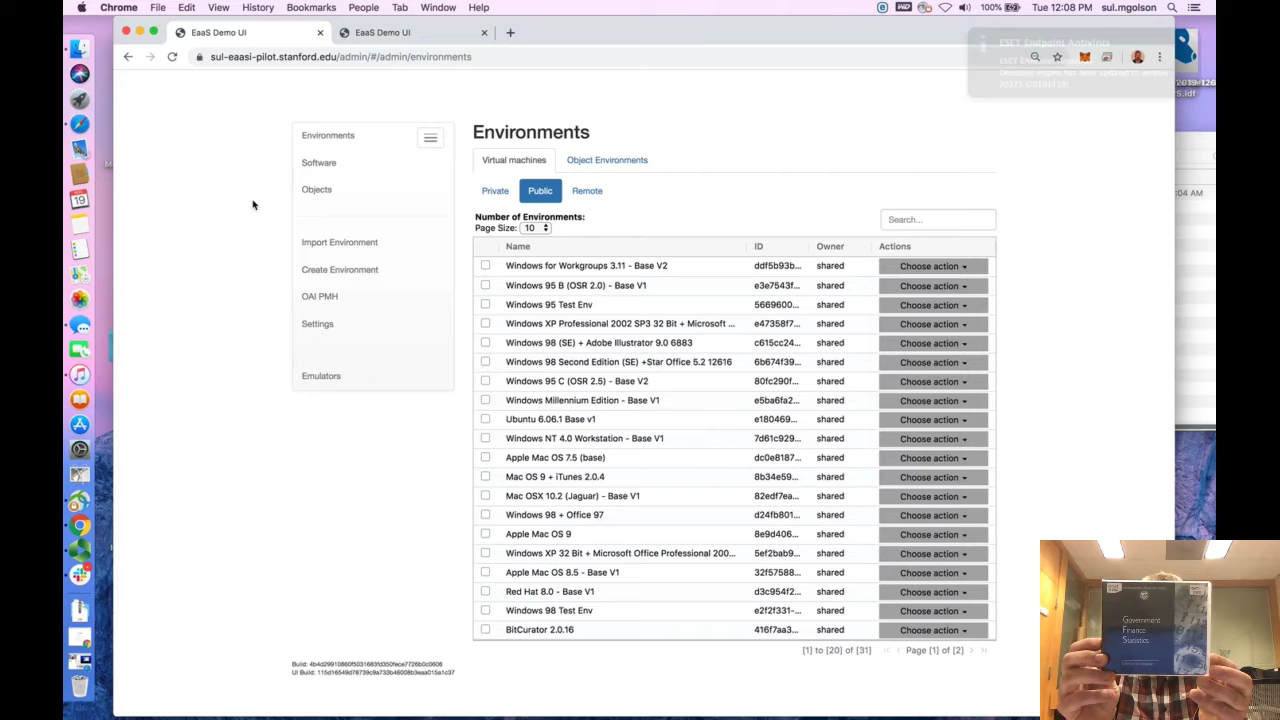 Chrome File Edit View History Bookmarks People Tab Window Help 100% Tue 12:08 PM sul.mgolson
EaaS Demo UI
EaaS Demo UI
sul-eaasi-pilot.stanford.edu/admin/#/admin/environments
ESET Endpoint Antivirus
Environments
Software
Objects
Import Environment
Create Environment
OAI PMH
Settings
Emulators
Environments
Virtual machines Object Environments
Private Public Remote
Number of Environments:
Page Size: 10
Search...
Name ID Owner Actions
Windows for Workgroups 3.11 - Base V2 ddf5b93b... shared Choose action
Windows 95 B (OSR 2.0) - Base V1 e3e7543f... shared Choose action
Windows 95 Test Env 5669600... shared Choose action
Windows XP Professional 2002 SP3 32 Bit + Microsoft ... e47358f7... shared Choose action
Windows 98 (SE) + Adobe Illustrator 9.0 6883 c615cc24... shared Choose action
Windows 98 Second Edition (SE) +Star Office 5.2 12616 6b674f39... shared Choose action
Windows 95 C (OSR 2.5) - Base V2 80fc290f... shared Choose action
Windows Millennium Edition - Base V1 e5ba6fa2... shared Choose action
Ubuntu 6.06.1 Base v1 e180469... shared Choose action
Windows NT 4.0 Workstation - Base V1 7d61c929... shared Choose action
Apple Mac OS 7.5 (base) dc0e8187... shared Choose action
Mac OS 9 + iTunes 2.0.4 8b34e59... shared Choose action
Mac OSX 10.2 (Jaguar) - Base V1 82edf7ea... shared Choose action
Windows 98 + Office 97 d24fb801... shared Choose action
Apple Mac OS 9 8e9d406... shared Choose action
Windows XP 32 Bit + Microsoft Office Professional 200... 5ef2bab9... shared Choose action
Apple Mac OS 8.5 - Base V1 32f57588... shared Choose action
Red Hat 8.0 - Base V1 d3c954f2... shared Choose action
Windows 98 Test Env e2f2f331-... shared Choose action
BitCurator 2.0.16 416f7aa3... shared Choose action
[1] to [20] of [31] Page [1] of [2]
Build: 4b4d29910860f5031683fd350fece7726b0c0606
UI Build: 115d16549d78739c9a733b46008b3eaa015a1c37
Government
Finance
Statistics